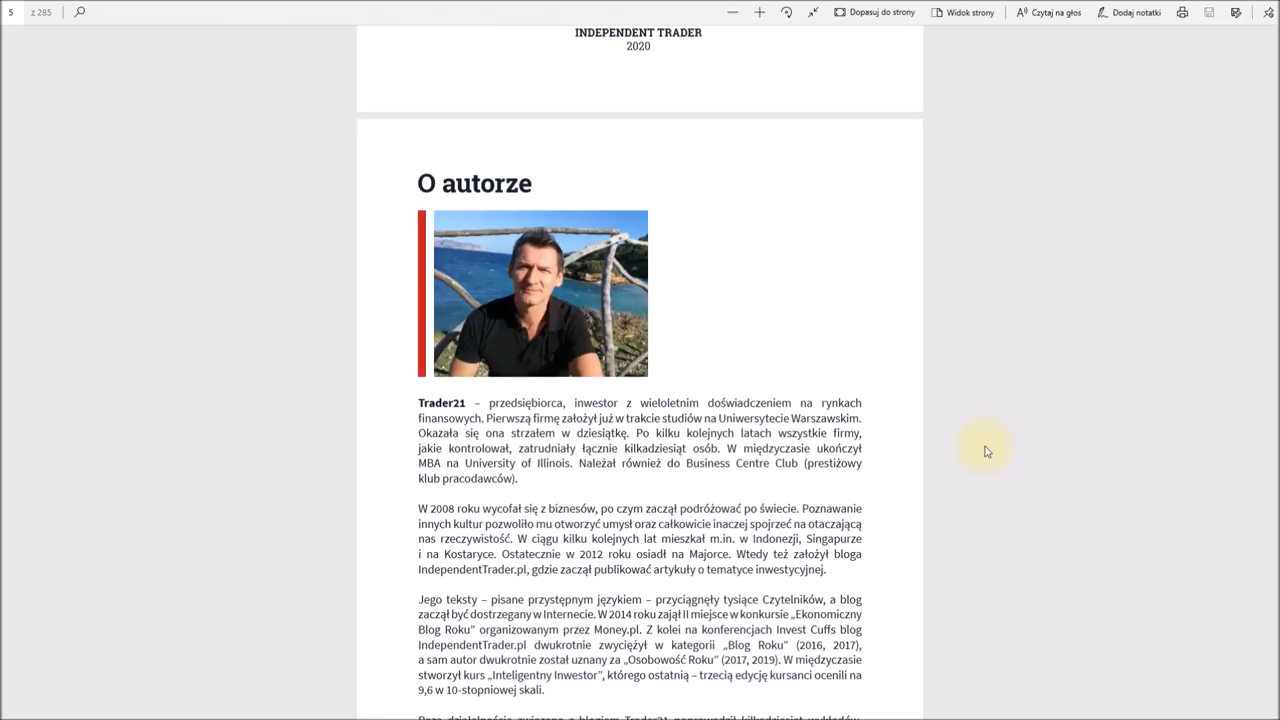 5 z 285 Dopasuj do strony Widok strony Czytaj na głos Dodaj notatki
INDEPENDENT TRADER
2020
O autorze
Trader21 – przedsiębiorca, inwestor z wieloletnim doświadczeniem na rynkach
finansowych. Pierwszą firmę założył już w trakcie studiów na Uniwersytecie Warszawskim.
Okazała się ona strzałem w dziesiątkę. Po kilku kolejnych latach wszystkie firmy,
jakie kontrolował, zatrudniały łącznie kilkadziesiąt osób. W międzyczasie ukończył
MBA na University of Illinois. Należał również do Business Centre Club (prestiżowy
klub pracodawców).
W 2008 roku wycofał się z biznesów, po czym zaczął podróżować po świecie. Poznawanie
innych kultur pozwoliło mu otworzyć umysł oraz całkowicie inaczej spojrzeć na otaczającą
nas rzeczywistość. W ciągu kilku kolejnych lat mieszkał m.in. w Indonezji, Singapurze
i na Kostaryce. Ostatecznie w 2012 roku osiadł na Majorce. Wtedy też założył bloga
IndependentTrader.pl, gdzie zaczął publikować artykuły o tematyce inwestycyjnej.
Jego teksty – pisane przystępnym językiem – przyciągnęły tysiące Czytelników, a blog
zaczął być dostrzegany w Internecie. W 2014 roku zajął II miejsce w konkursie „Ekonomiczny
Blog Roku” organizowanym przez Money.pl. Z kolei na konferencjach Invest Cuffs blog
IndependentTrader.pl dwukrotnie zwyciężył w kategorii „Blog Roku” (2016, 2017),
a sam autor dwukrotnie został uznany za „Osobowość Roku” (2017, 2019). W międzyczasie
stworzył kurs „Inteligentny Inwestor”, którego ostatnią – trzecią edycję kursanci ocenili na
9,6 w 10-stopniowej skali.